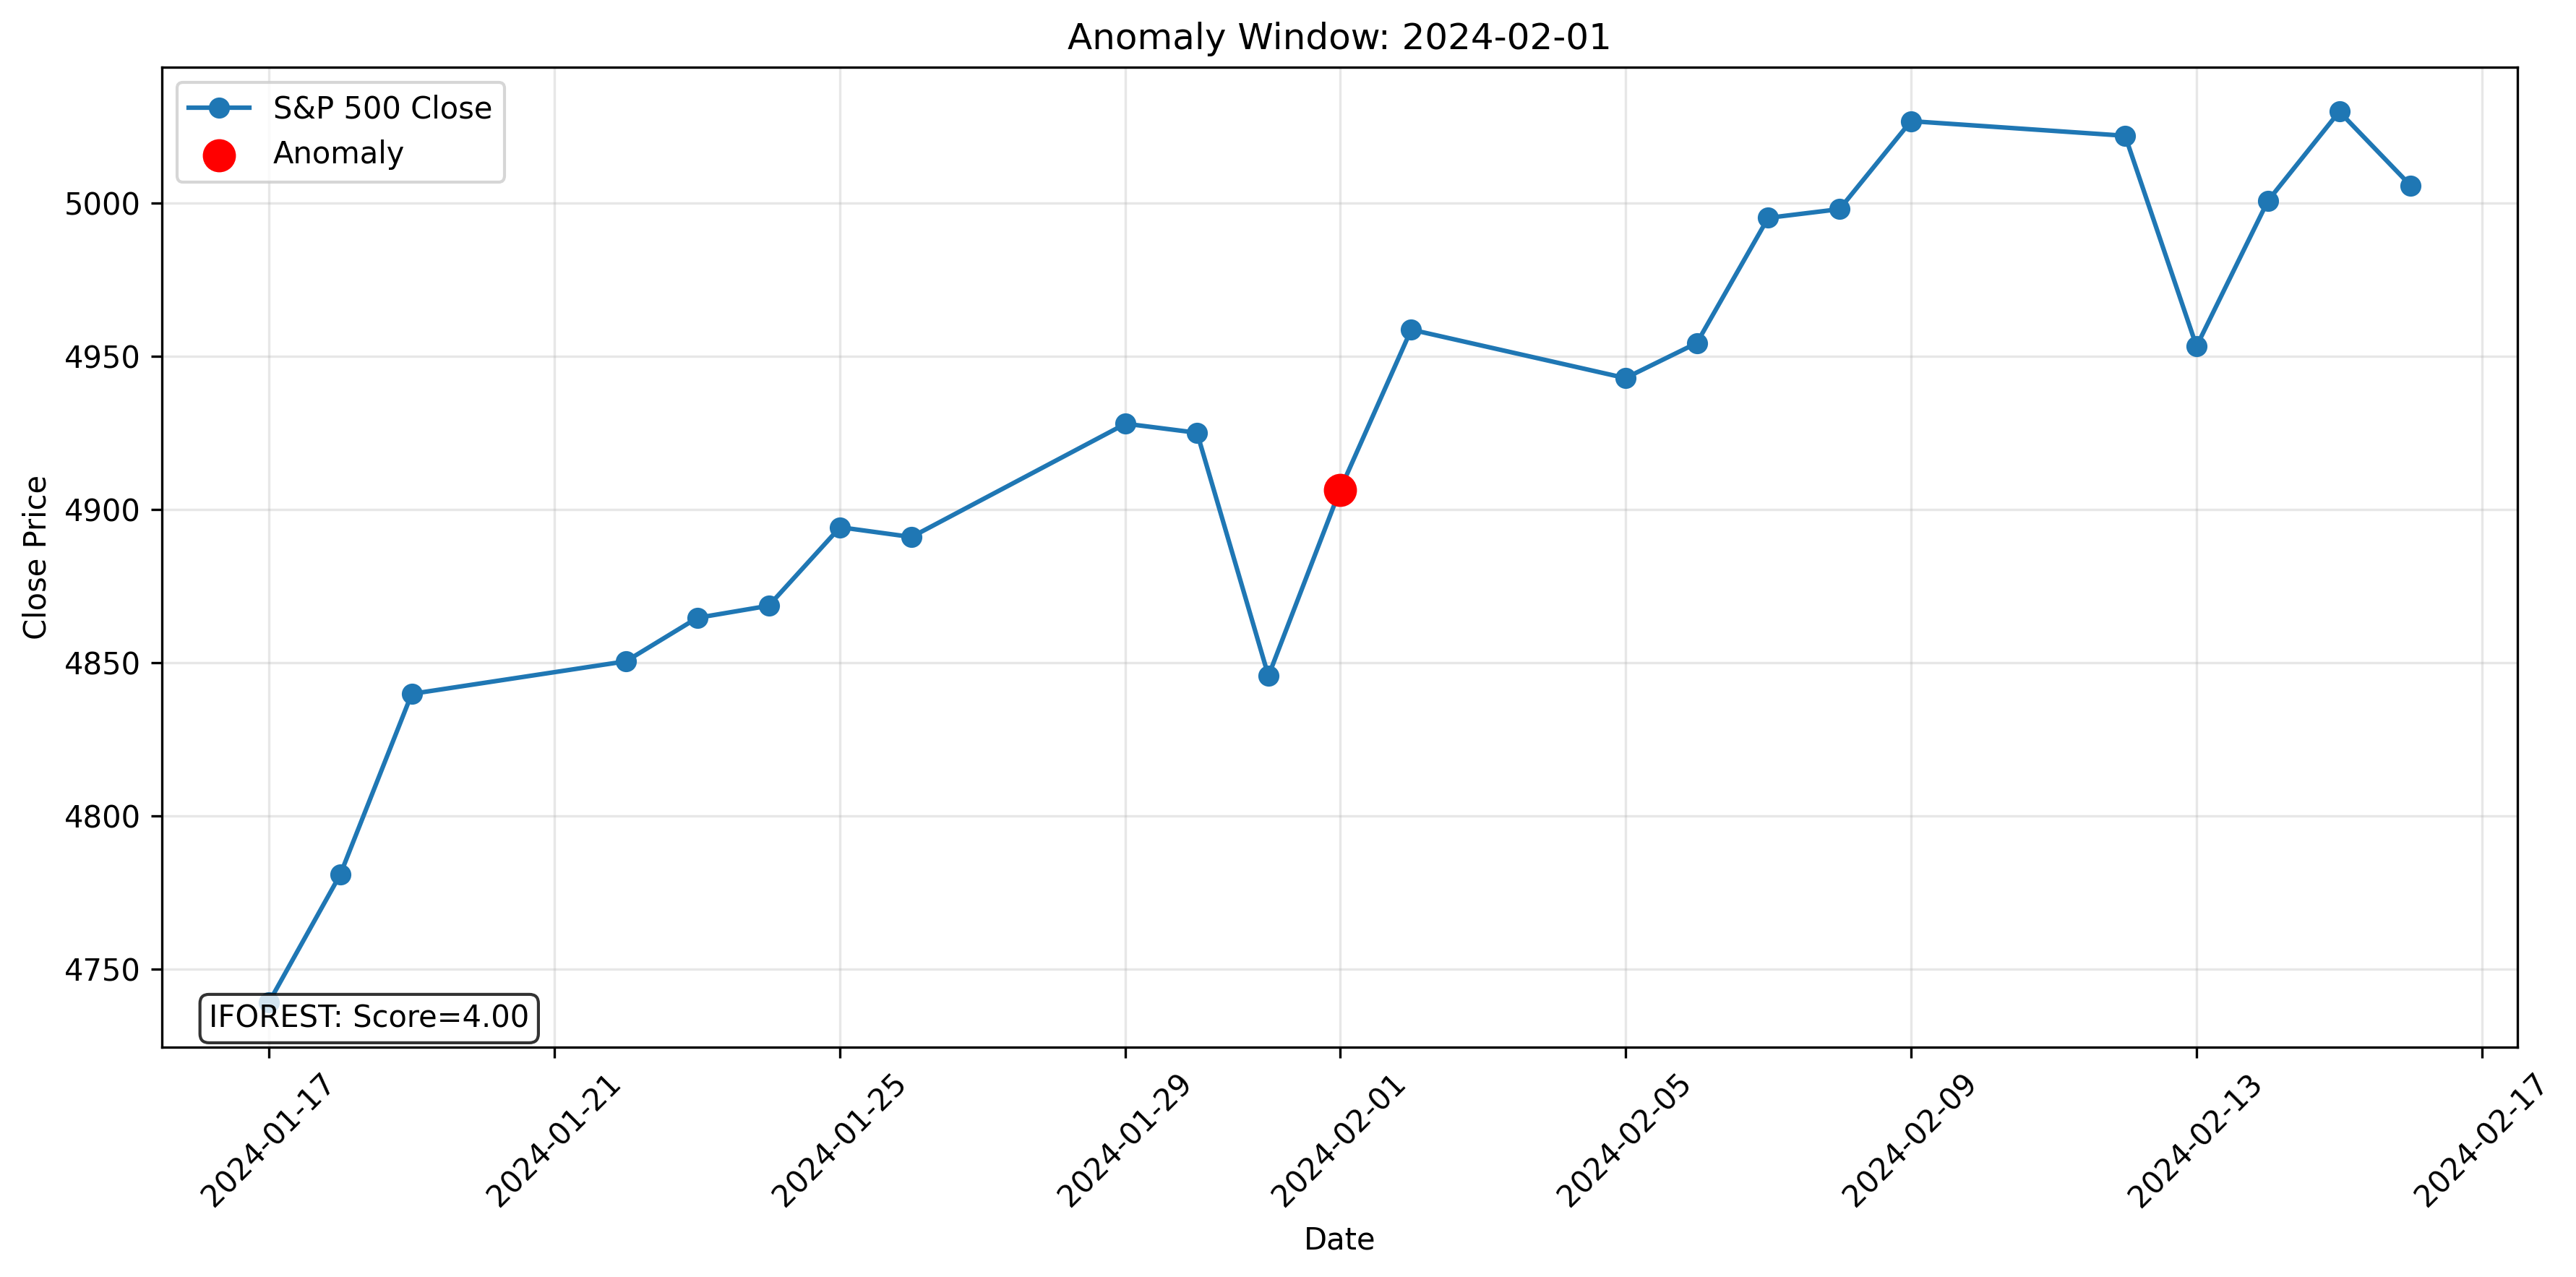 Anomaly Window: 2024-02-01
S&P 500 Close
Anomaly
5000
4950
4900
4850
4800
4750
Close Price
IFOREST: Score=4.00
2024-01-17
2024-01-21
2024-01-25
2024-01-29
2024-02-01
2024-02-05
2024-02-09
2024-02-13
2024-02-17
Date